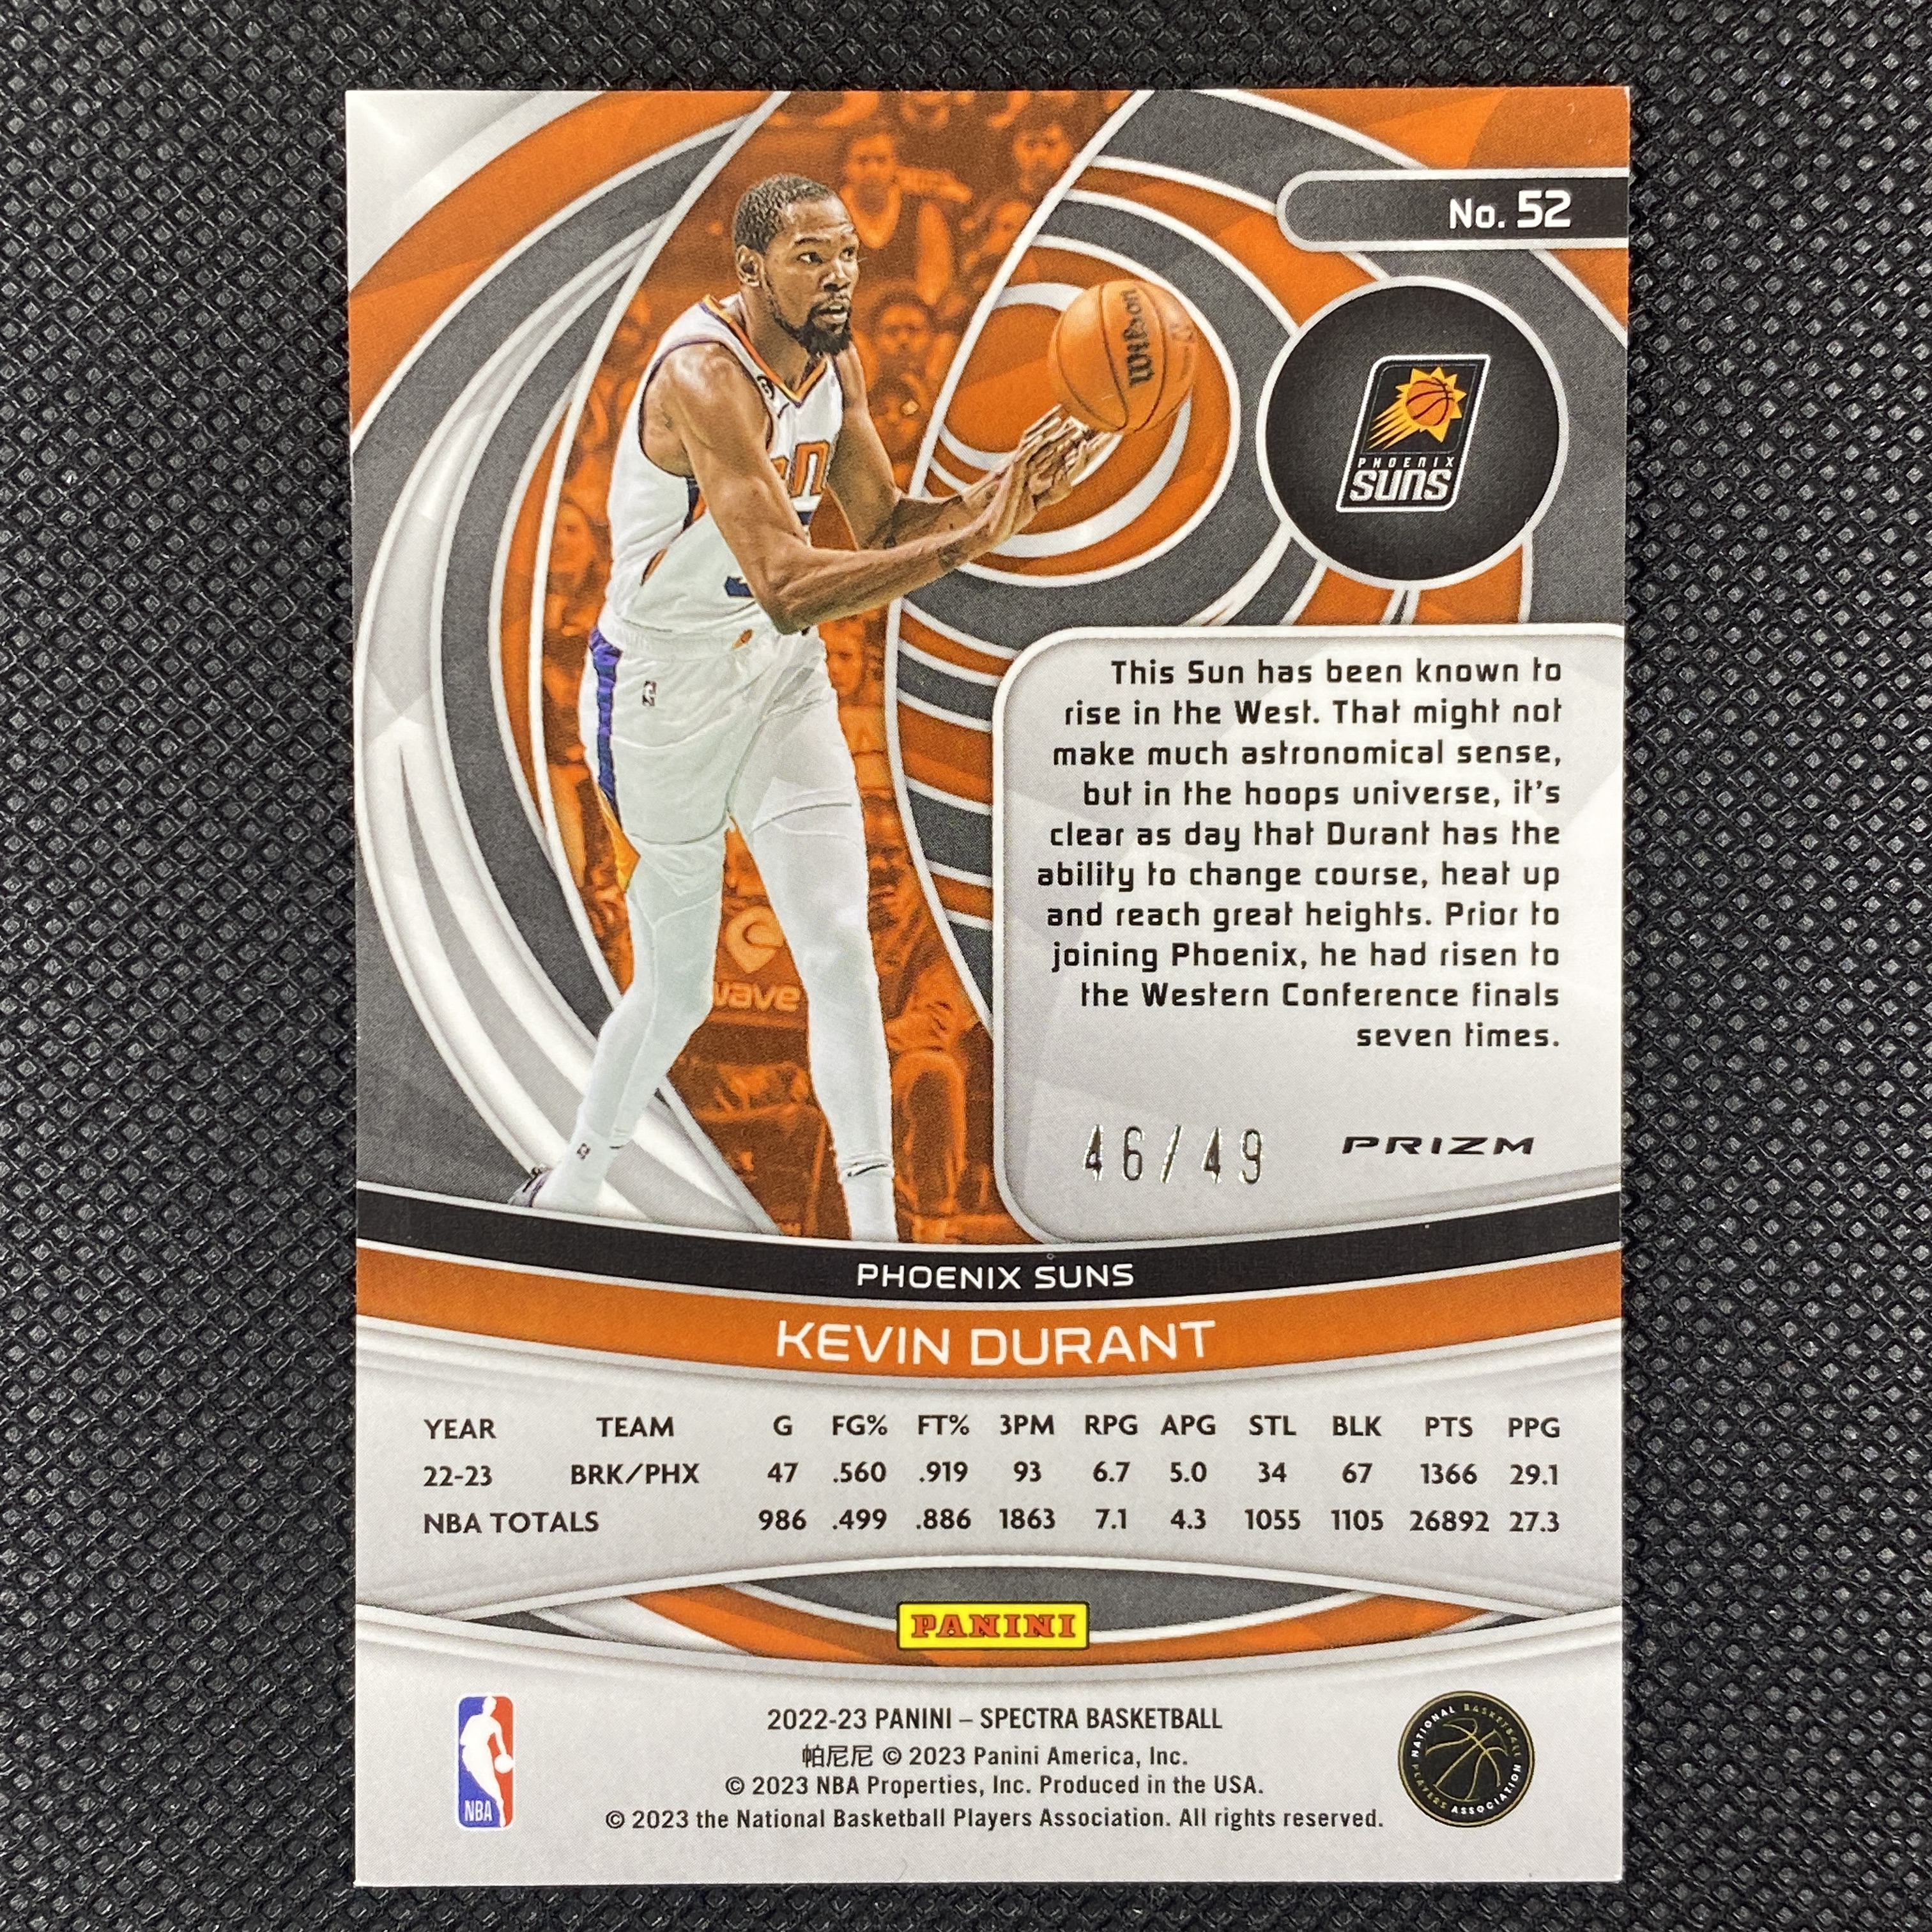 No. 52
Wilson
PHOENIX
SUNS
This Sun has been known to
rise in the West. That might not
make much astronomical sense,
but in the hoops universe, it's
clear as day that Durant has the
ability to change course, heat up
and reach great heights. Prior to
joining Phoenix, he had risen to
the Western Conference finals
seven times.
wave
46/49 PRIZM
PHOENIX SUNS
KEVIN DURANT
YEAR TEAM G FG% FT% 3PM RPG APG STL BLK PTS PPG
22-23 BRK/PHX 47 .560 .919 93 6.7 5.0 34 67 1366 29.1
NBA TOTALS 986 .499 .886 1863 7.1 4.3 1055 1105 26892 27.3
PANINI
NBA
2022-23 PANINI – SPECTRA BASKETBALL
帕尼尼 © 2023 Panini America, Inc.
© 2023 NBA Properties, Inc. Produced in the USA.
© 2023 the National Basketball Players Association. All rights reserved.
NATIONAL BASKETBALL PLAYERS ASSOCIATION